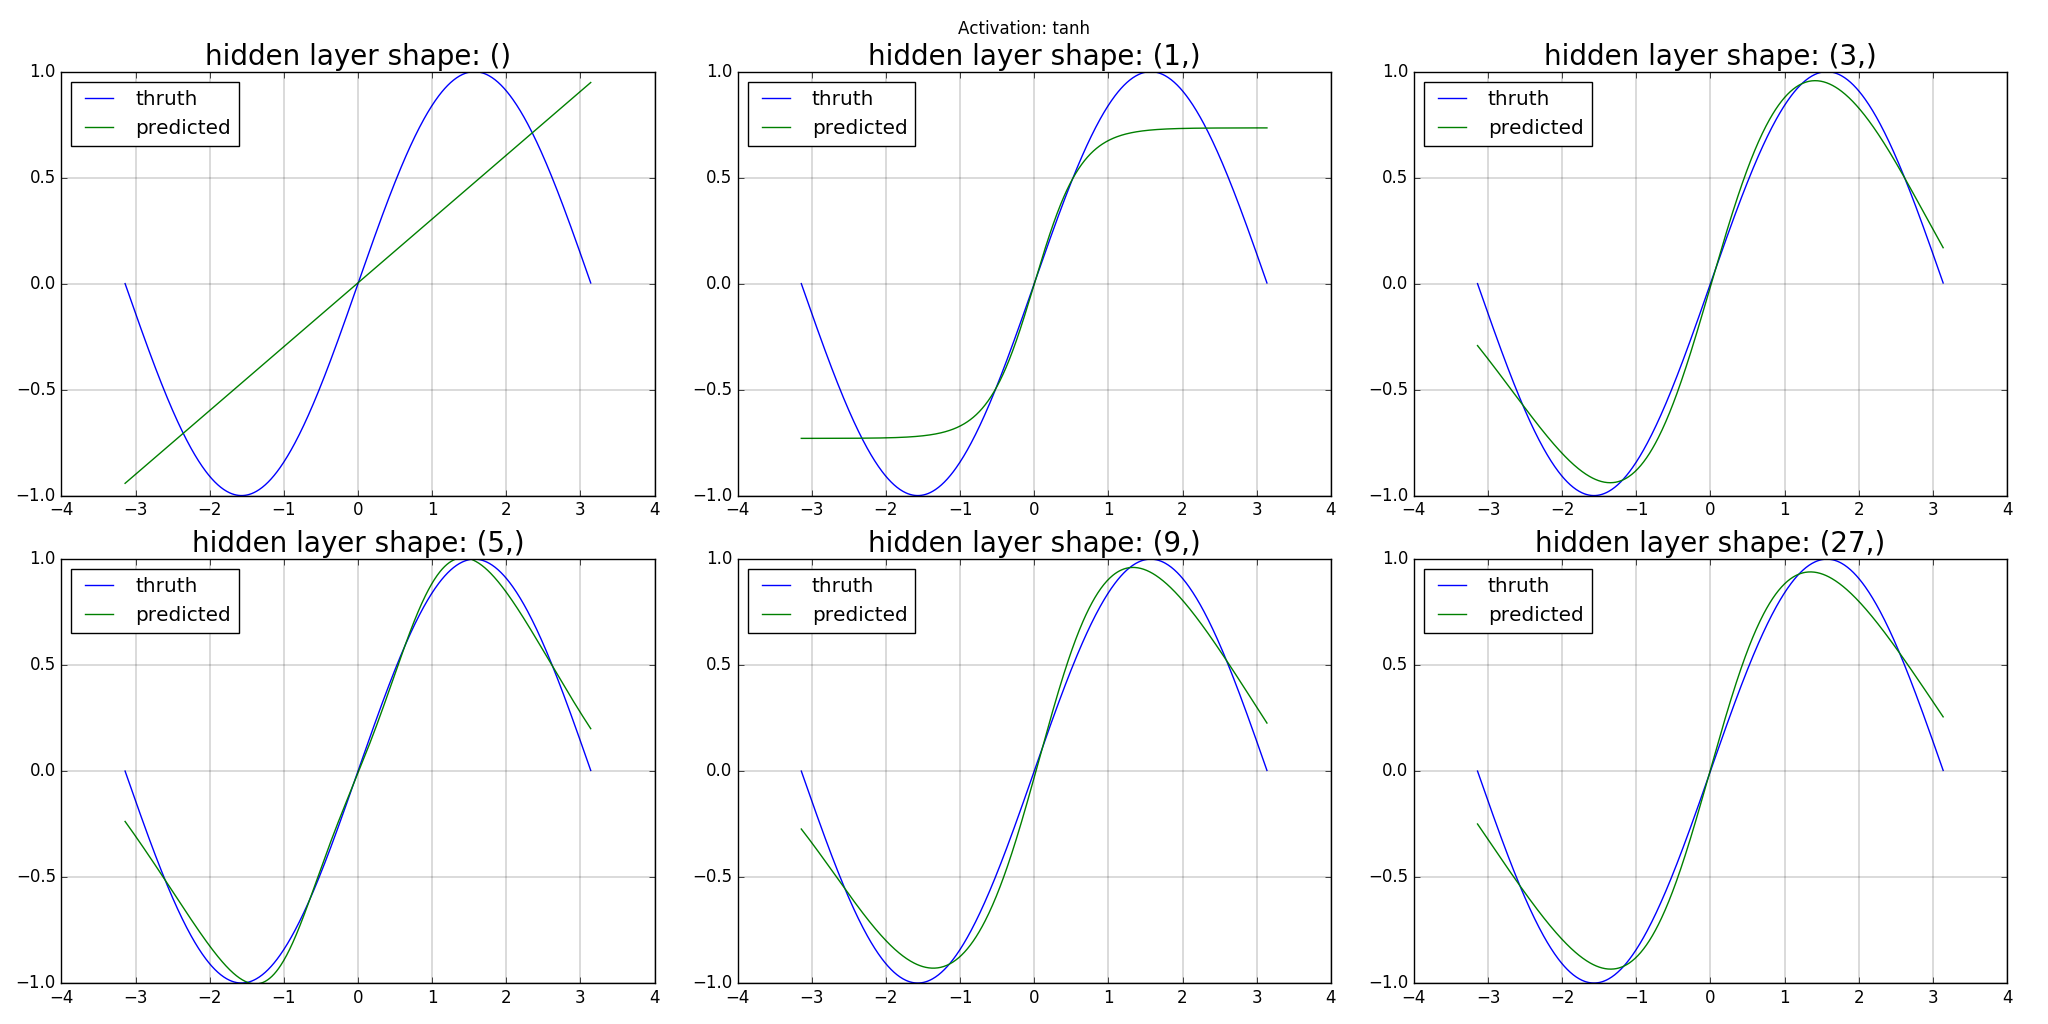 Activation: tanh
hidden layer shape: ()
thruth
predicted
1.0
0.5
0.0
−0.5
−1.0
−4 −3 −2 −1 0 1 2 3 4
hidden layer shape: (1,)
thruth
predicted
1.0
0.5
0.0
−0.5
−1.0
−4 −3 −2 −1 0 1 2 3 4
hidden layer shape: (3,)
thruth
predicted
1.0
0.5
0.0
−0.5
−1.0
−4 −3 −2 −1 0 1 2 3 4
hidden layer shape: (5,)
thruth
predicted
1.0
0.5
0.0
−0.5
−1.0
−4 −3 −2 −1 0 1 2 3 4
hidden layer shape: (9,)
thruth
predicted
1.0
0.5
0.0
−0.5
−1.0
−4 −3 −2 −1 0 1 2 3 4
hidden layer shape: (27,)
thruth
predicted
1.0
0.5
0.0
−0.5
−1.0
−4 −3 −2 −1 0 1 2 3 4